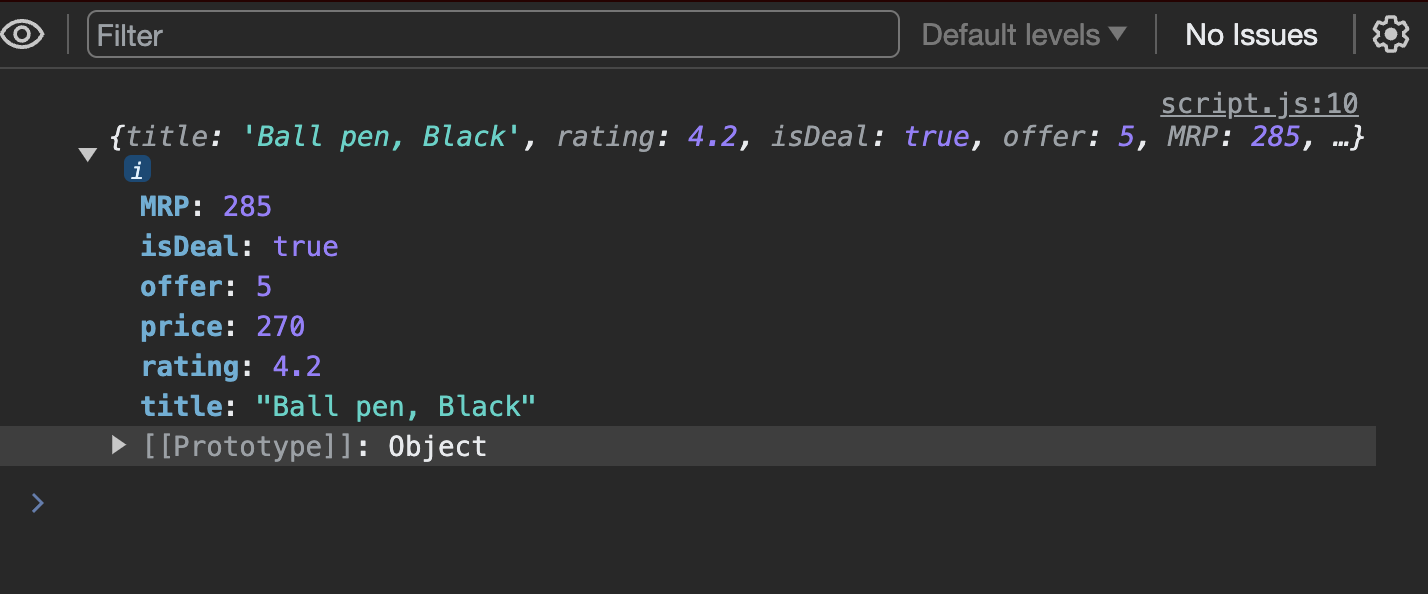 Filter Default levels No Issues
script.js:10
{title: 'Ball pen, Black', rating: 4.2, isDeal: true, offer: 5, MRP: 285, …}
i
MRP: 285
isDeal: true
offer: 5
price: 270
rating: 4.2
title: "Ball pen, Black"
[[Prototype]]: Object